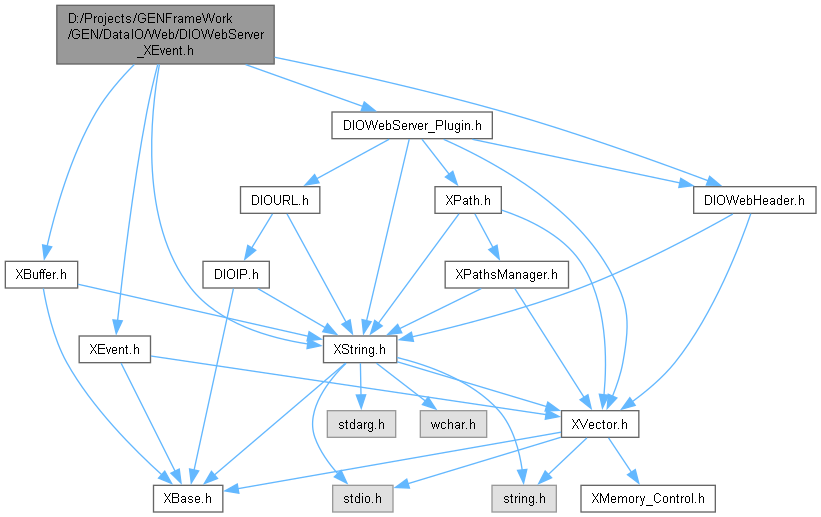 D:/Projects/GENFrameWork
/GEN/DataIO/Web/DIOWebServer
_XEvent.h
DIOWebServer_Plugin.h
DIOURL.h
XPath.h
DIOWebHeader.h
XBuffer.h
DIOIP.h
XPathsManager.h
XEvent.h
XString.h
stdarg.h
wchar.h
XVector.h
XBase.h
stdio.h
string.h
XMemory_Control.h